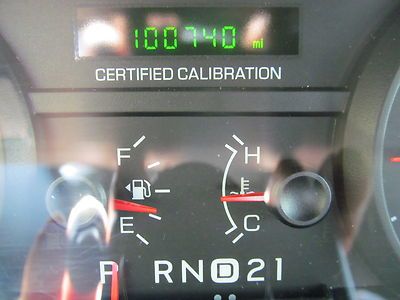 100740 mi
CERTIFIED CALIBRATION
F H
E C
P R N D 2 1